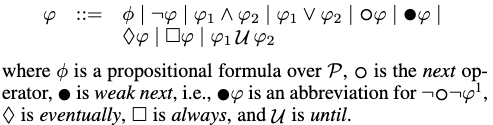 φ ::= ϕ | ¬φ | φ₁ ∧ φ₂ | φ₁ ∨ φ₂ | ○φ | ●φ |
◊φ | □φ | φ₁ 𝒰 φ₂
where ϕ is a propositional formula over 𝒫, ○ is the next op-
erator, ● is weak next, i.e., ●φ is an abbreviation for ¬○¬φ¹,
◊ is eventually, □ is always, and 𝒰 is until.